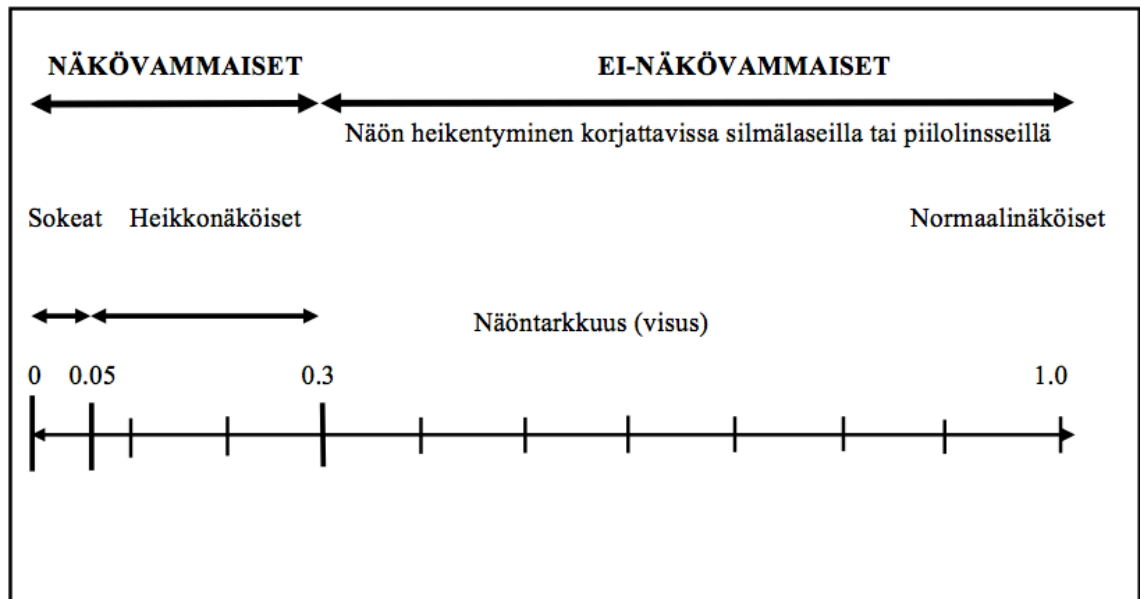 NÄKÖVAMMAISET EI-NÄKÖVAMMAISET
Näön heikentyminen korjattavissa silmälaseilla tai piilolinsseillä
Sokeat Heikkonäköiset Normaalinäköiset
Näöntarkkuus (visus)
0 0.05 0.3 1.0